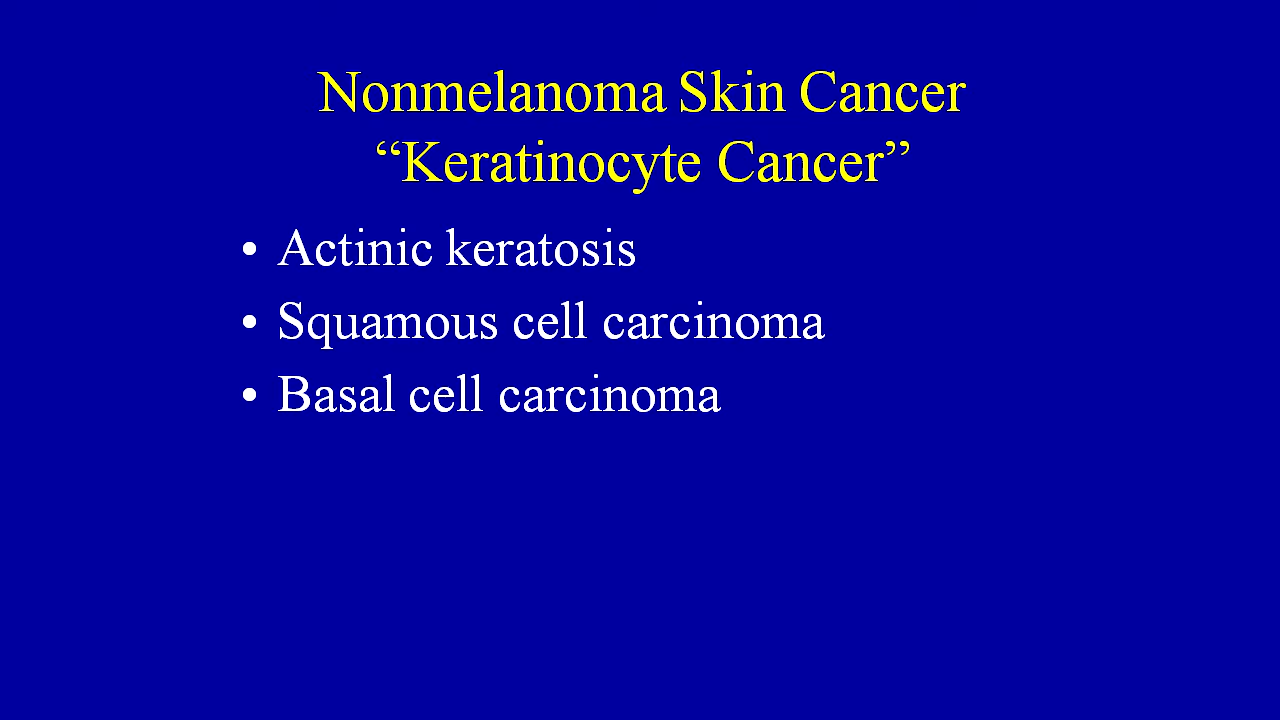 Nonmelanoma Skin Cancer
“Keratinocyte Cancer”
• Actinic keratosis
• Squamous cell carcinoma
• Basal cell carcinoma